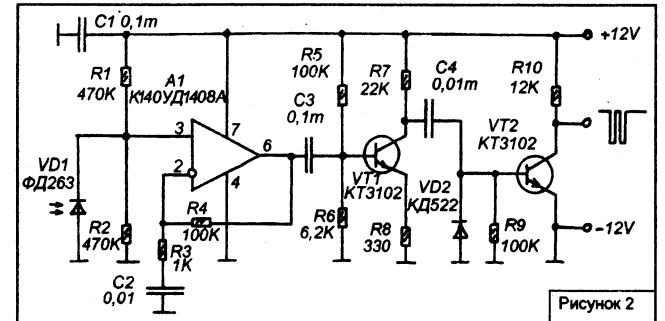 C1 0,1m
+12V
R1
470K
A1
К140УД1408А
R5
100K
R7
22K
C4
0,01m
R10
12K
C3
0,1m
3
7
6
2
4
VT2
КТ3102
VD1
ФД263
VT1
КТ3102
VD2
КД522
R4
100K
R2
470K
R3
1K
R6
6,2K
R8
330
R9
100K
–12V
C2
0,01
Рисунок 2